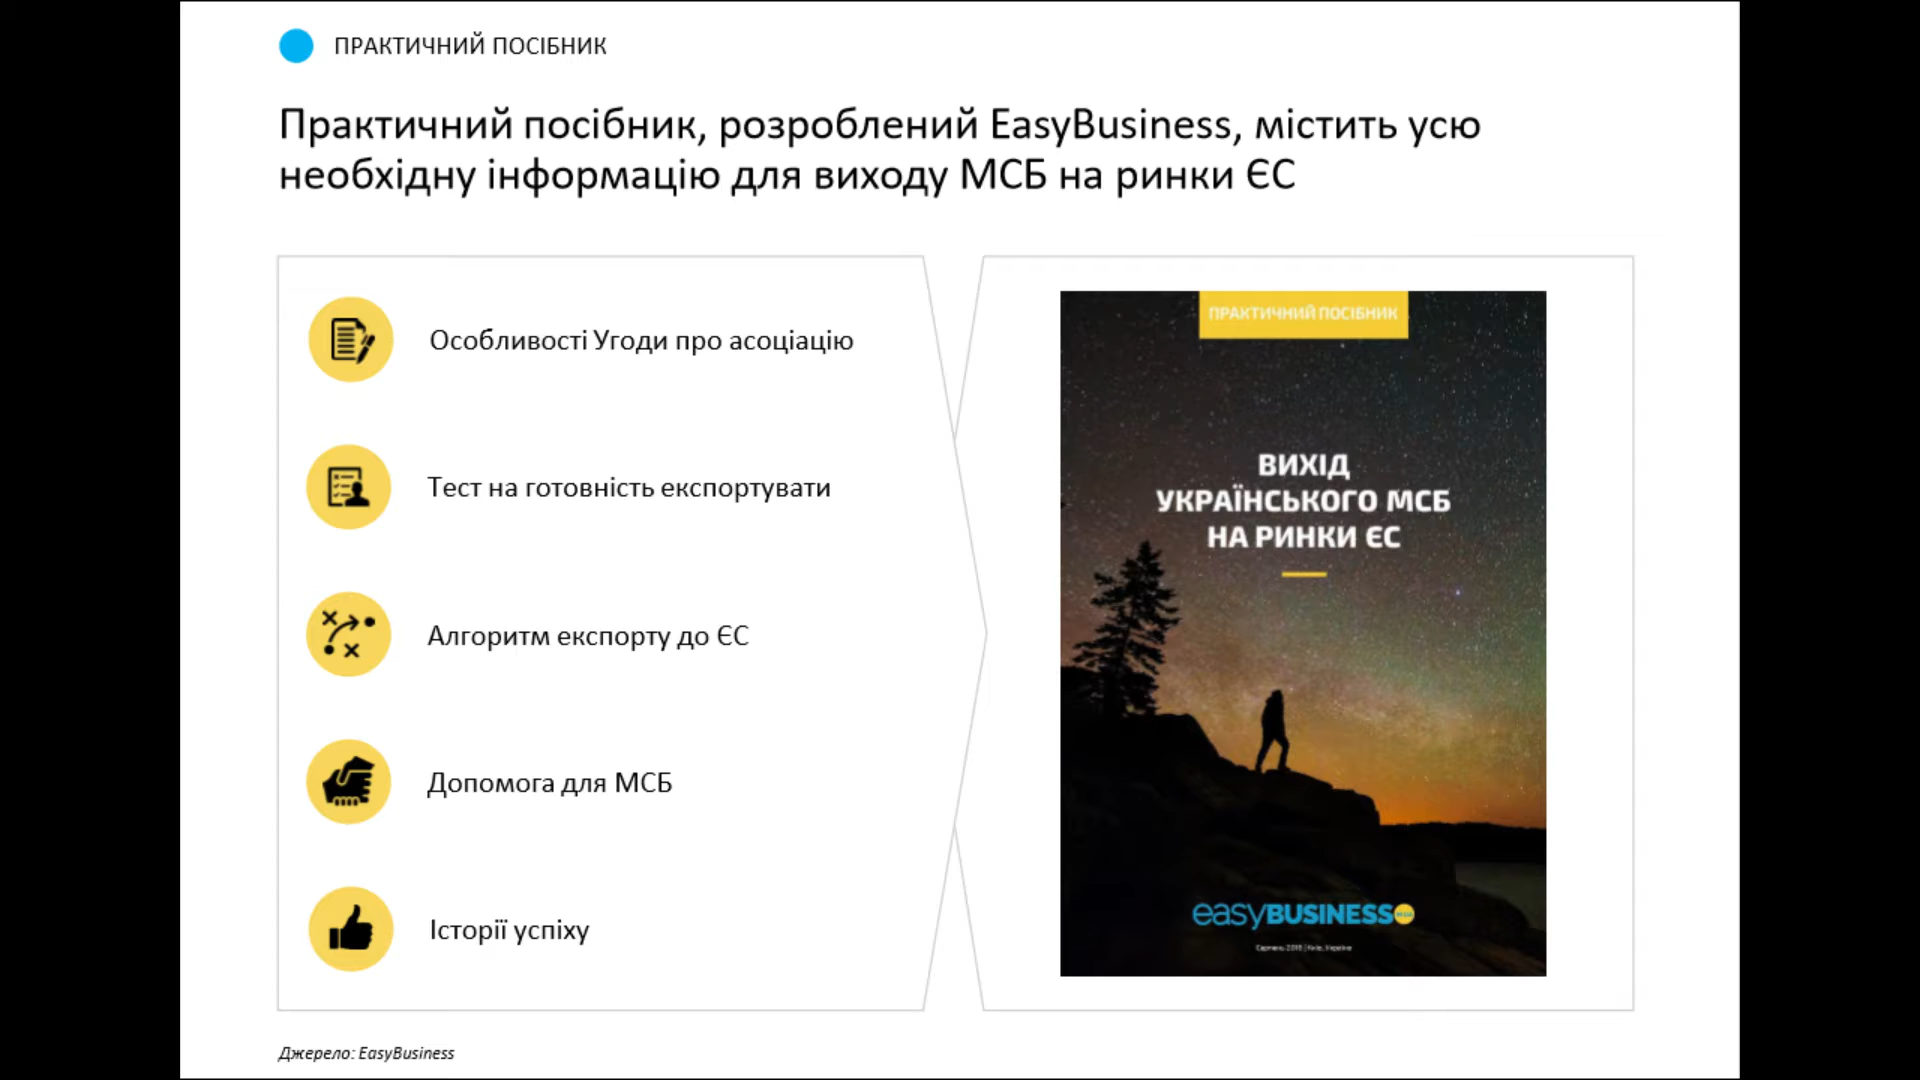 ПРАКТИЧНИЙ ПОСІБНИК
Практичний посібник, розроблений EasyBusiness, містить усю
необхідну інформацію для виходу МСБ на ринки ЄС
Особливості Угоди про асоціацію
Тест на готовність експортувати
Алгоритм експорту до ЄС
Допомога для МСБ
Історії успіху
ПРАКТИЧНИЙ ПОСІБНИК
ВИХІД
УКРАЇНСЬКОГО МСБ
НА РИНКИ ЄС
easyBUSINESS
Київ, Україна
Джерело: EasyBusiness